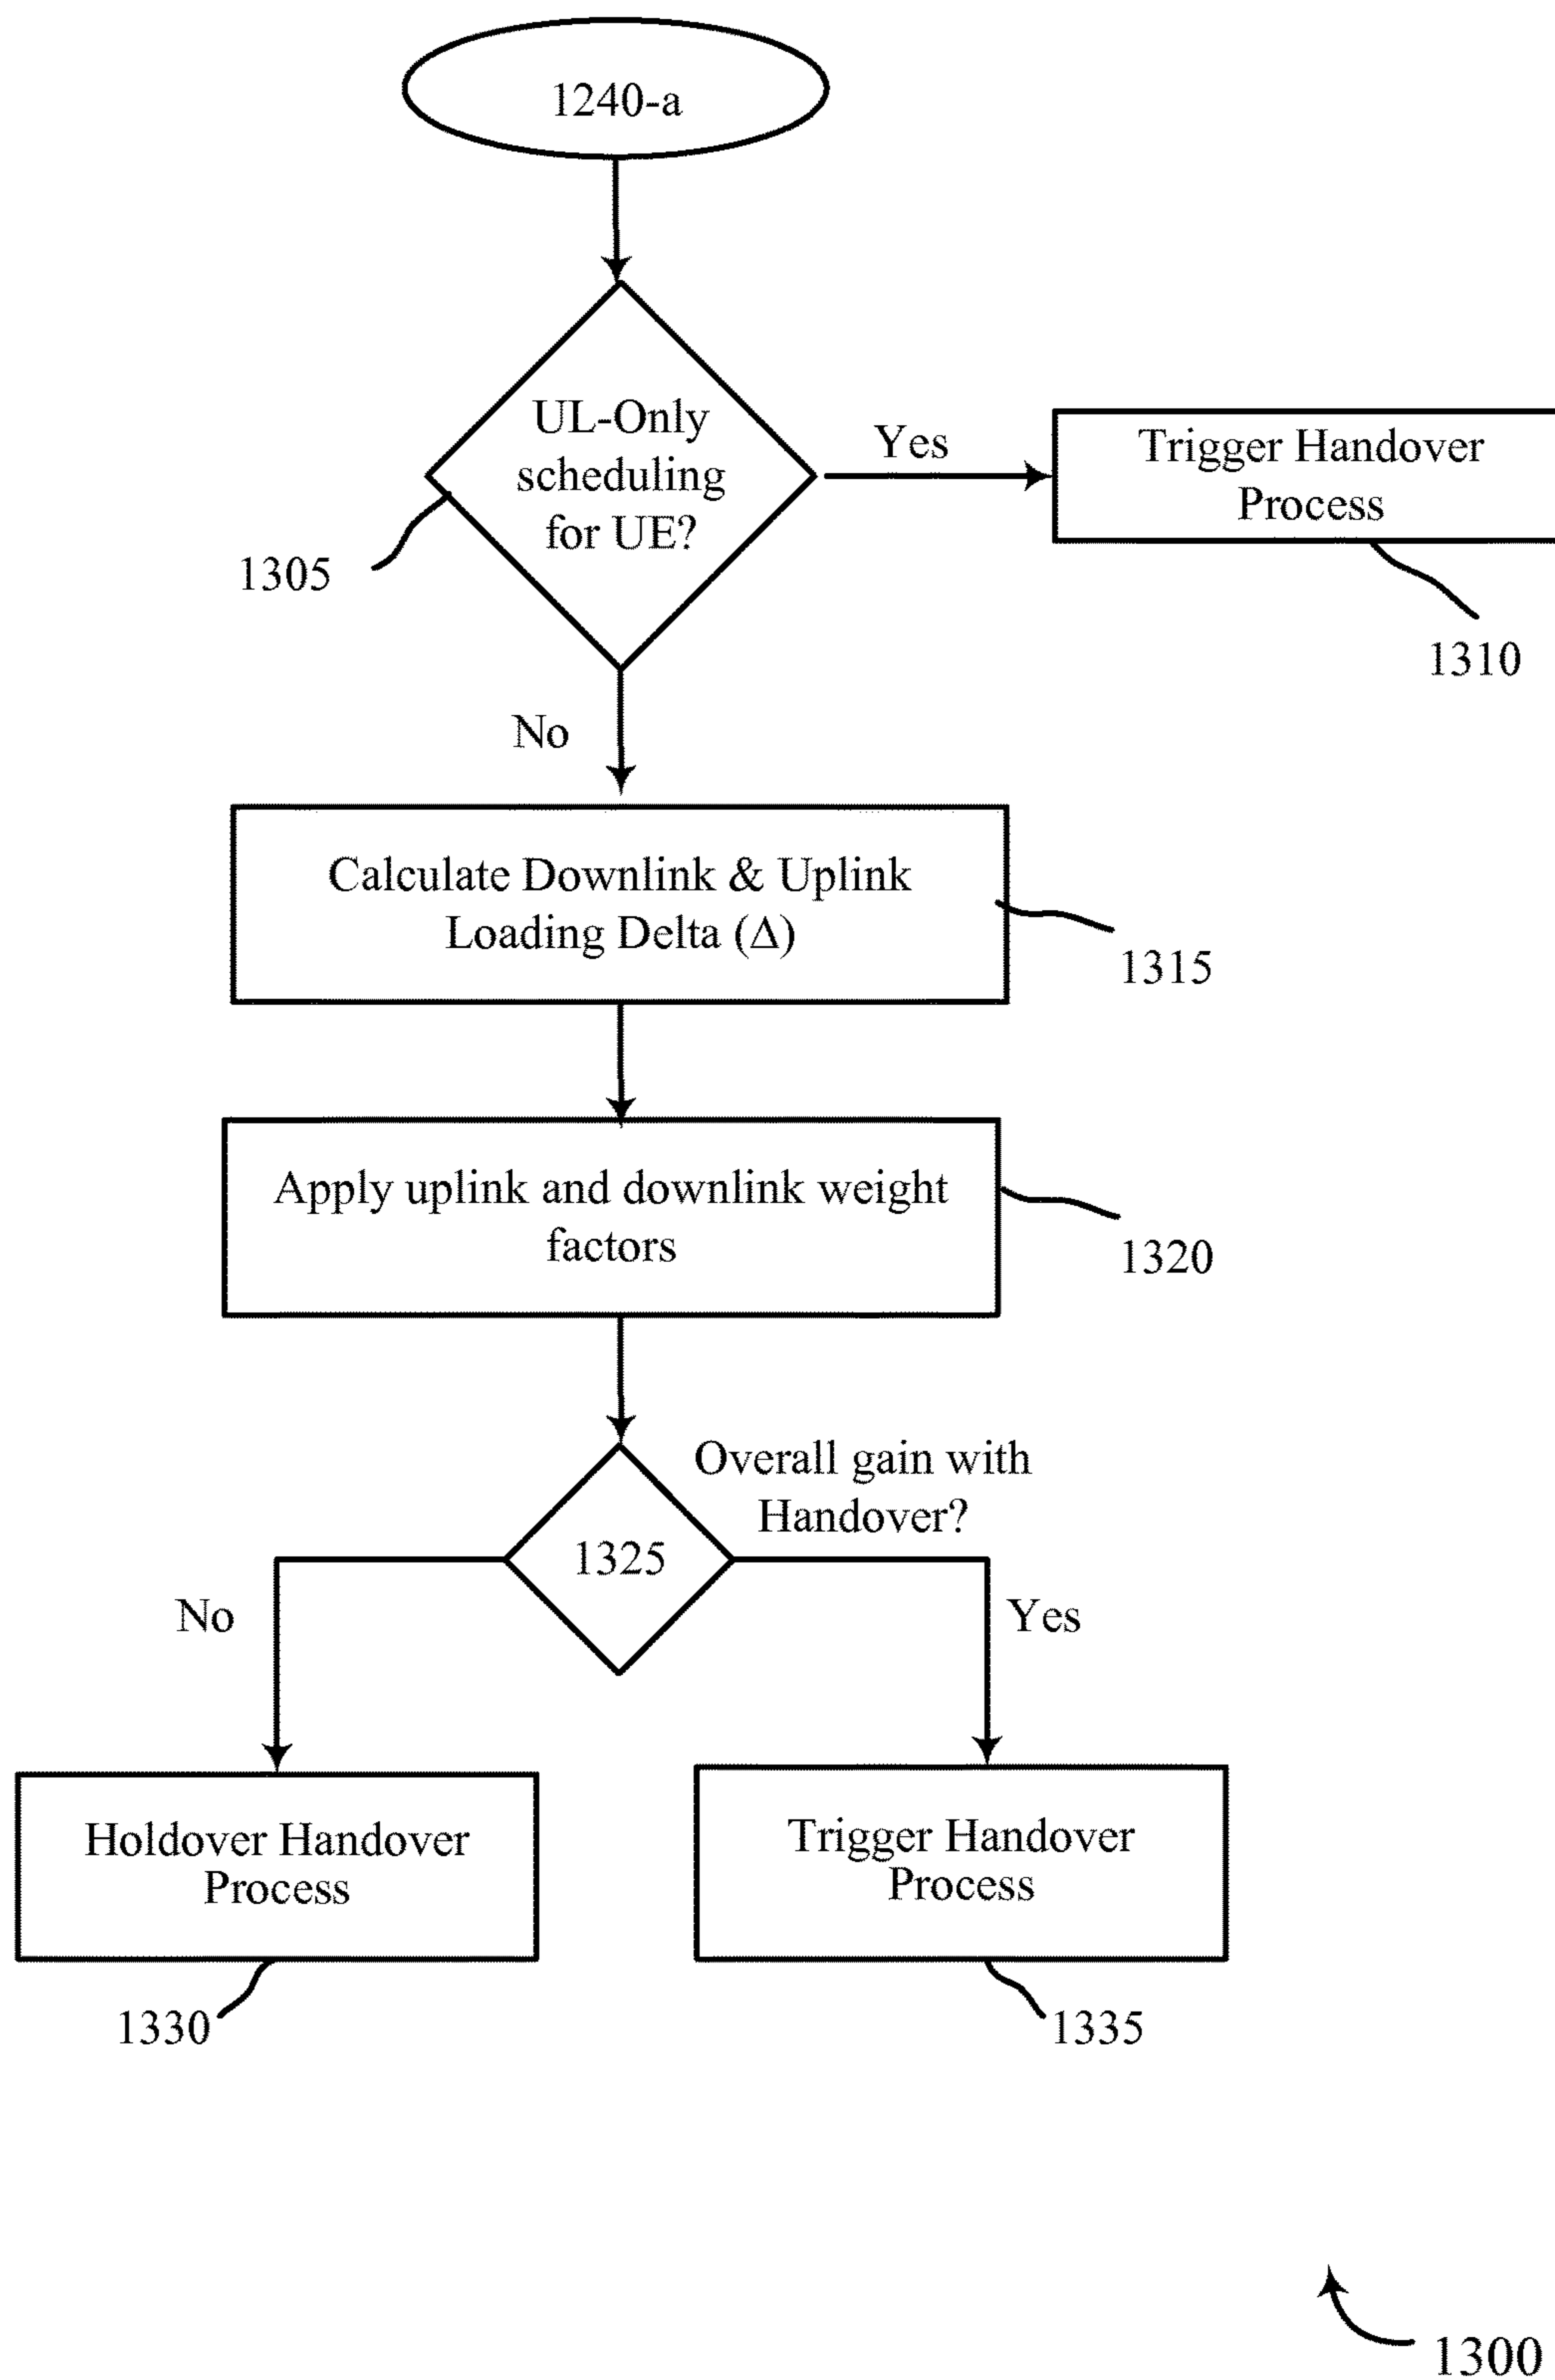 1240-a
UL-Only
scheduling
for UE?
Yes
Trigger Handover
Process
1305
1310
No
Calculate Downlink & Uplink
Loading Delta (Δ)
1315
Apply uplink and downlink weight
factors
1320
Overall gain with
Handover?
1325
No
Yes
Holdover Handover
Process
Trigger Handover
Process
1330
1335
1300